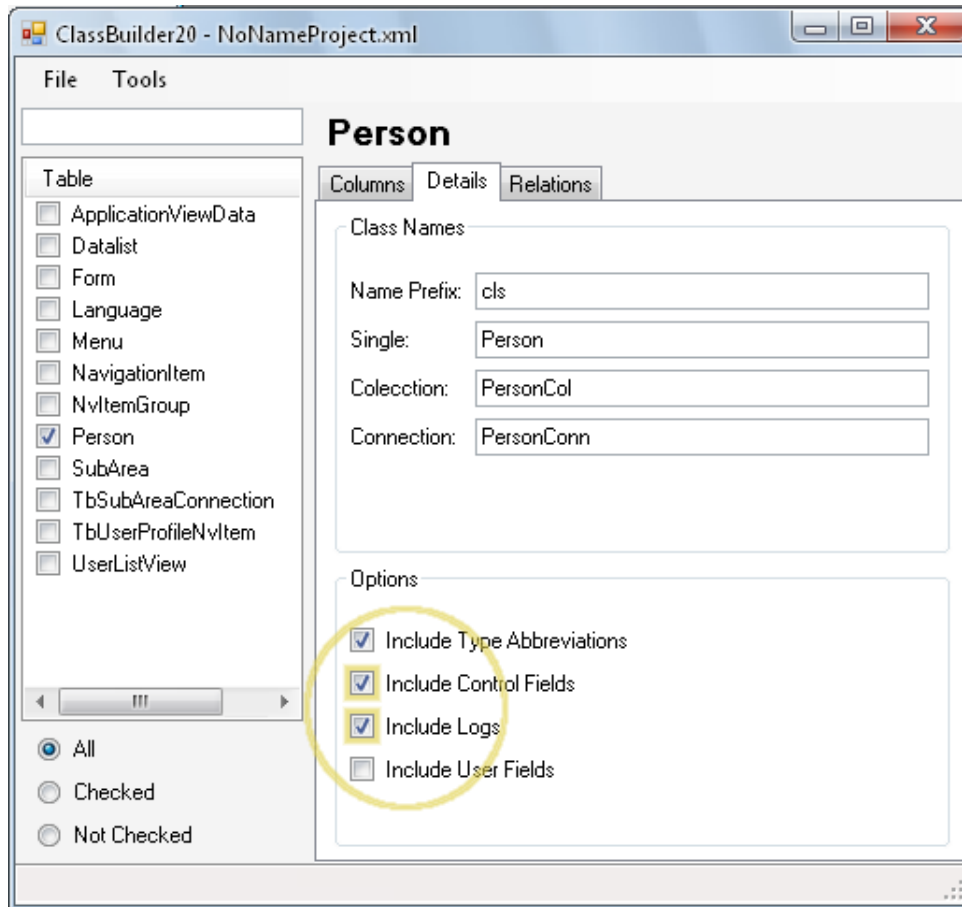 ClassBuilder20 - NoNameProject.xml
File Tools
Person
Table
ApplicationViewData
Datalist
Form
Language
Menu
NavigationItem
NvItemGroup
Person
SubArea
TbSubAreaConnection
TbUserProfileNvItem
UserListView
All
Checked
Not Checked
Columns Details Relations
Class Names
Name Prefix: cls
Single: Person
Colecction: PersonCol
Connection: PersonConn
Options
Include Type Abbreviations
Include Control Fields
Include Logs
Include User Fields